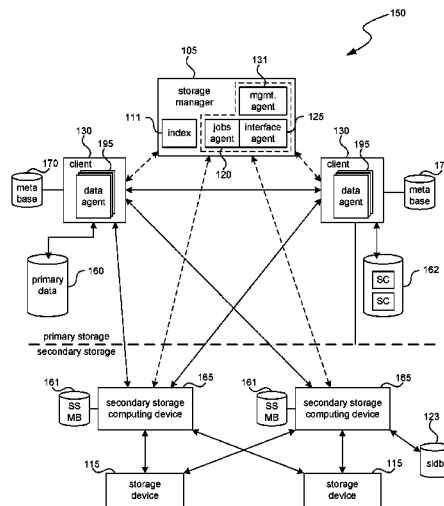 150
105
131
storage
manager
mgmt.
agent
111
125
index
jobs
agent
interface
agent
120
130
195
170
client
data
agent
meta
base
130
195
client
data
agent
meta
base
primary
data
160
SC
SC
162
primary storage
secondary storage
161
165
SS
MB
secondary storage
computing device
161
165
SS
MB
secondary storage
computing device
123
sidb
115
storage
device
115
storage
device